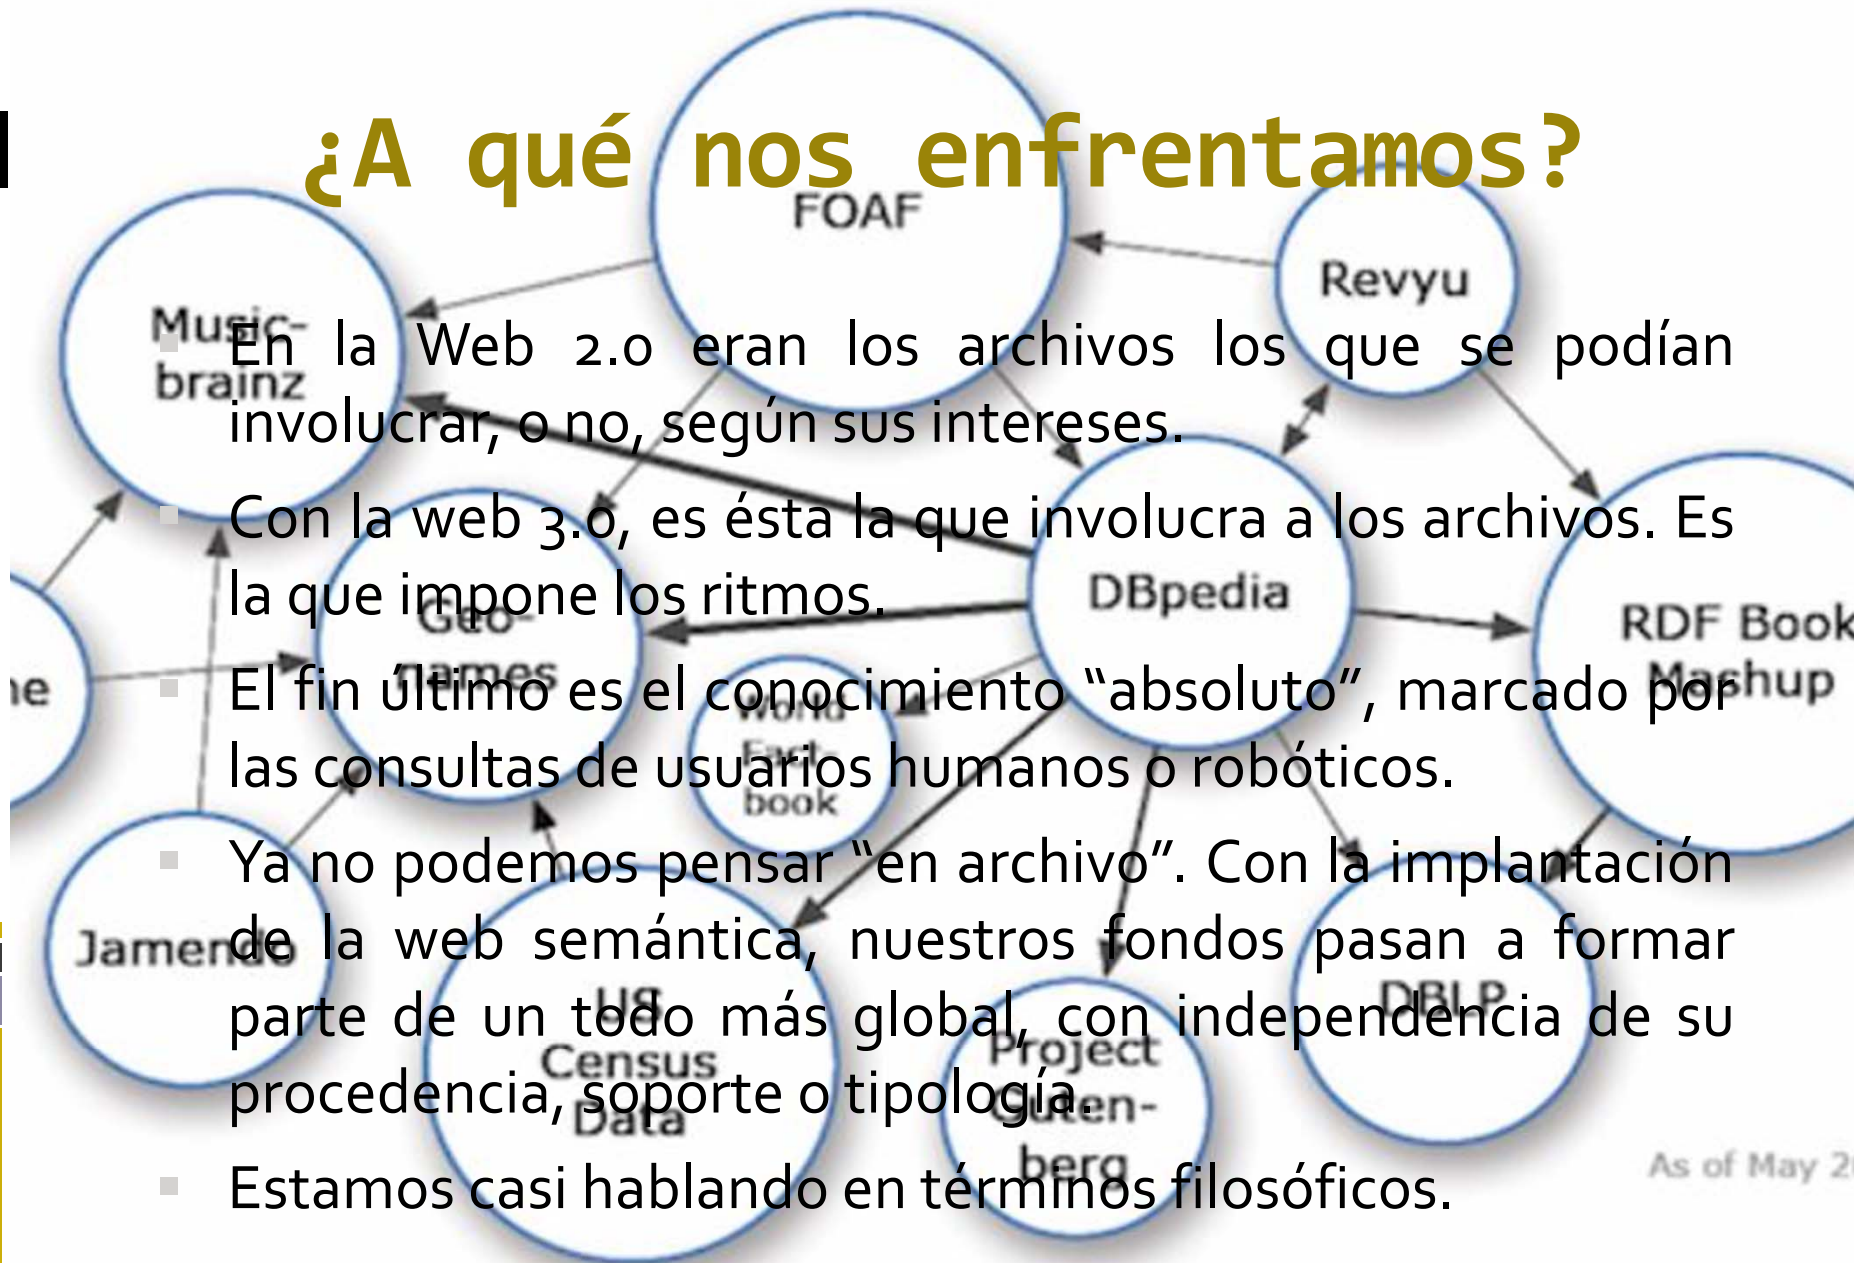 ¿A qué nos enfrentamos?
FOAF
Revyu
Music-
brainz
En la Web 2.0 eran los archivos los que se podían
involucrar, o no, según sus intereses.
Con la web 3.0, es ésta la que involucra a los archivos. Es
la que impone los ritmos.
DBpedia
Geo-
names
RDF Book
Mashup
El fin último es el conocimiento “absoluto”, marcado por
las consultas de usuarios humanos o robóticos.
World
Fact-
book
Ya no podemos pensar “en archivo”. Con la implantación
de la web semántica, nuestros fondos pasan a formar
parte de un todo más global, con independencia de su
procedencia, soporte o tipología.
Jamendo
US
Census
Data
Project
Guten-
berg
DBLP
As of May
Estamos casi hablando en términos filosóficos.